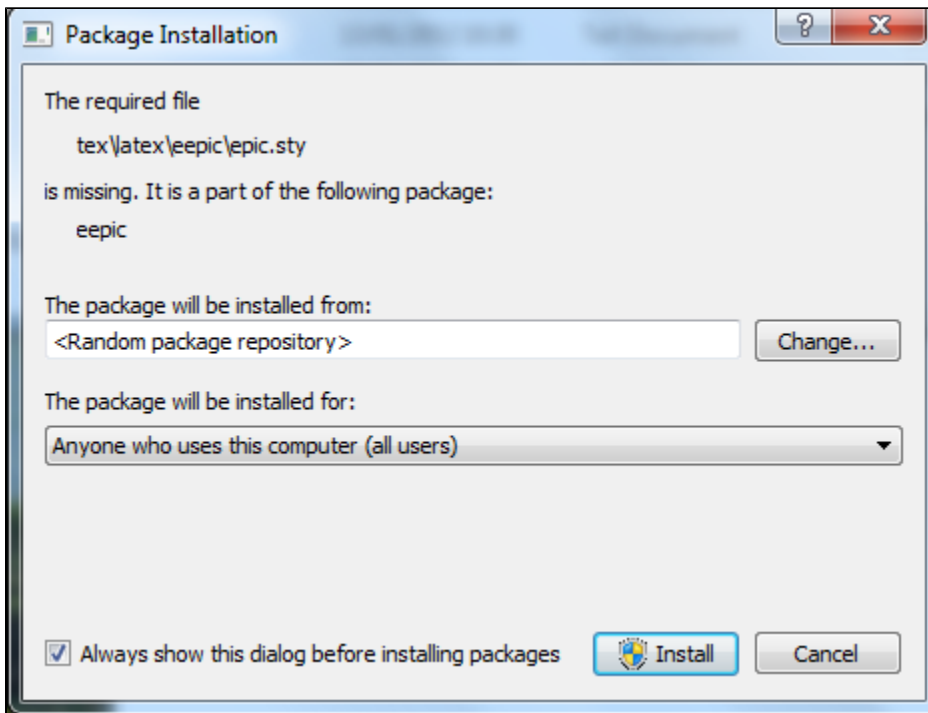 Package Installation
The required file
tex\latex\eepic\epic.sty
is missing. It is a part of the following package:
eepic
The package will be installed from:
<Random package repository>
Change...
The package will be installed for:
Anyone who uses this computer (all users)
Always show this dialog before installing packages
Install
Cancel